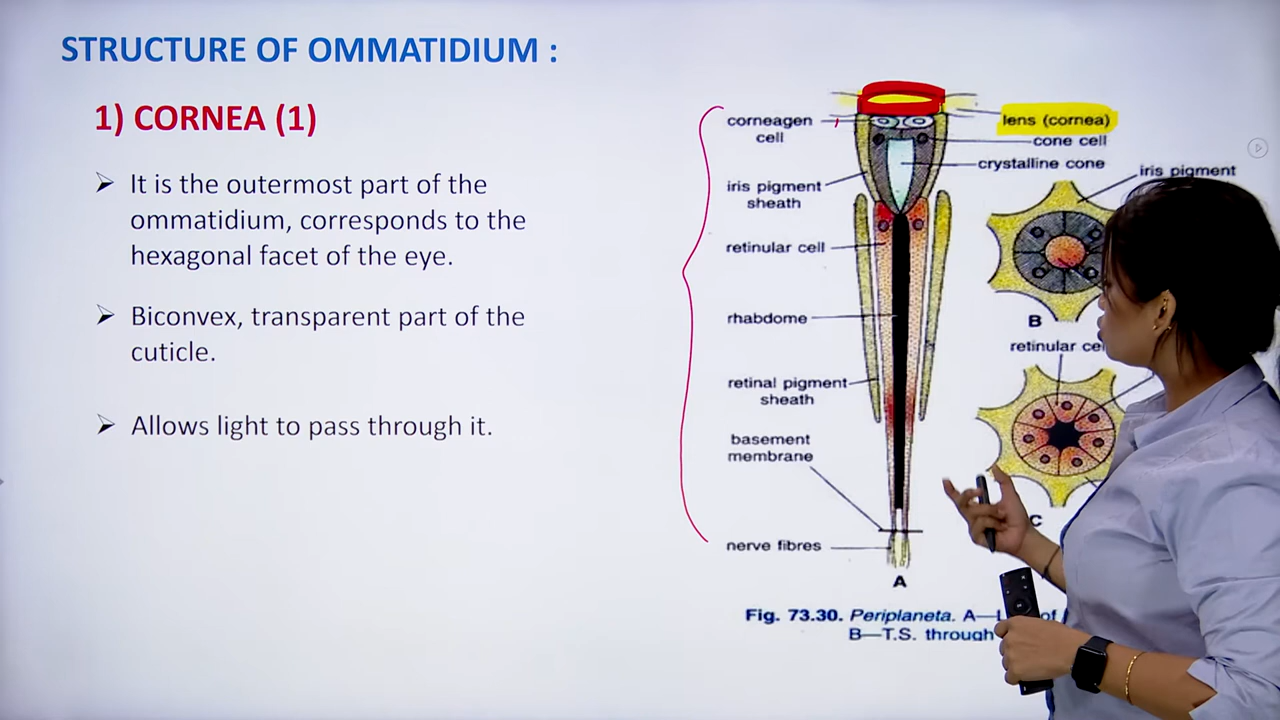 STRUCTURE OF OMMATIDIUM :
1) CORNEA (1)
➢ It is the outermost part of the
ommatidium, corresponds to the
hexagonal facet of the eye.
➢ Biconvex, transparent part of the
cuticle.
➢ Allows light to pass through it.
corneagen
cell
iris pigment
sheath
retinular cell
rhabdome
retinal pigment
sheath
basement
membrane
nerve fibres
A
lens (cornea)
cone cell
crystalline cone
iris pigment
B
retinular
C
Fig. 73.30. Periplaneta. A— of
B—T.S. through